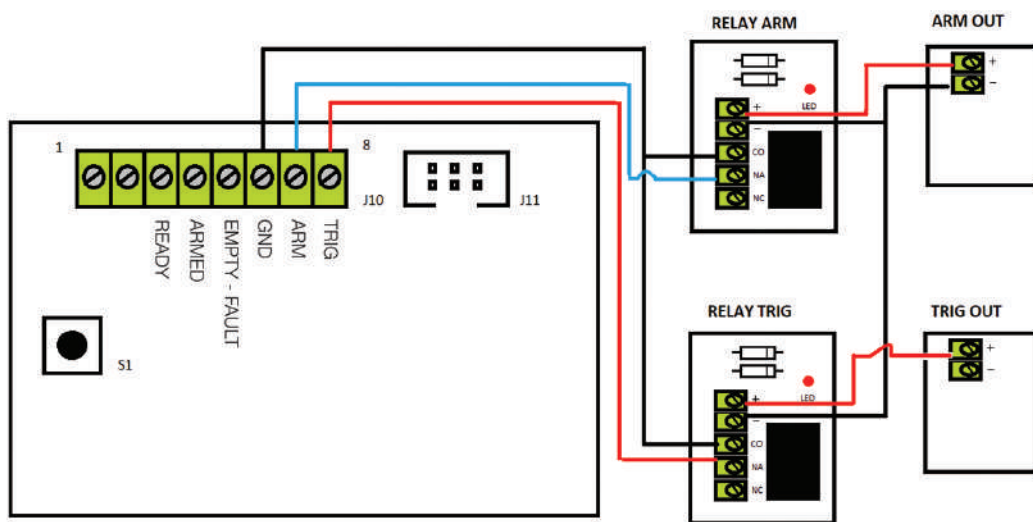 RELAY ARM
ARM OUT
+
−
LED
+
−
CO
NA
NC
1
8
J10
J11
READY
ARMED
EMPTY - FAULT
GND
ARM
TRIG
S1
RELAY TRIG
TRIG OUT
+
−
LED
+
−
CO
NA
NC